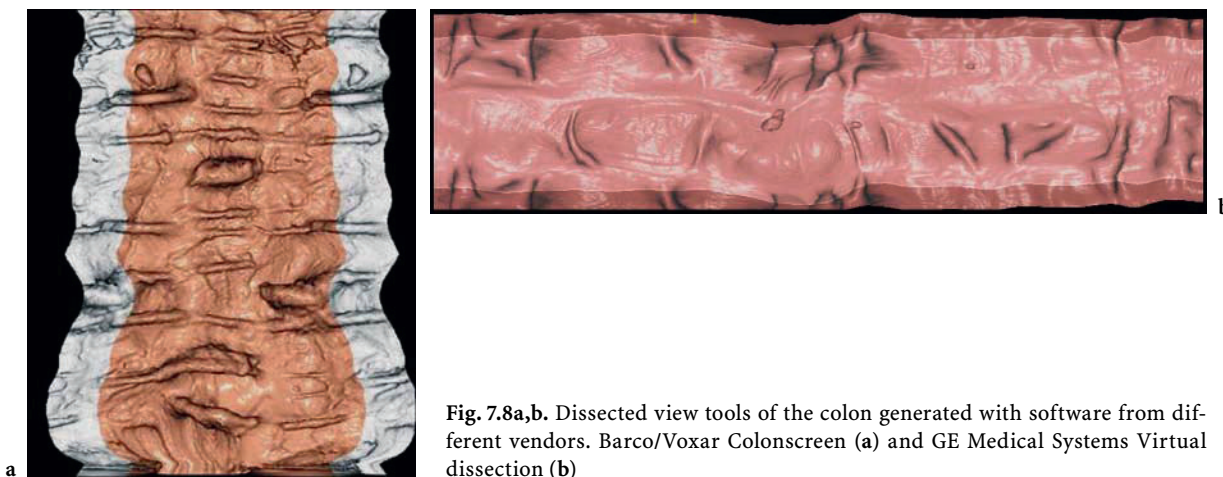 a
b
Fig. 7.8a,b. Dissected view tools of the colon generated with software from dif-
ferent vendors. Barco/Voxar Colonscreen (a) and GE Medical Systems Virtual
dissection (b)